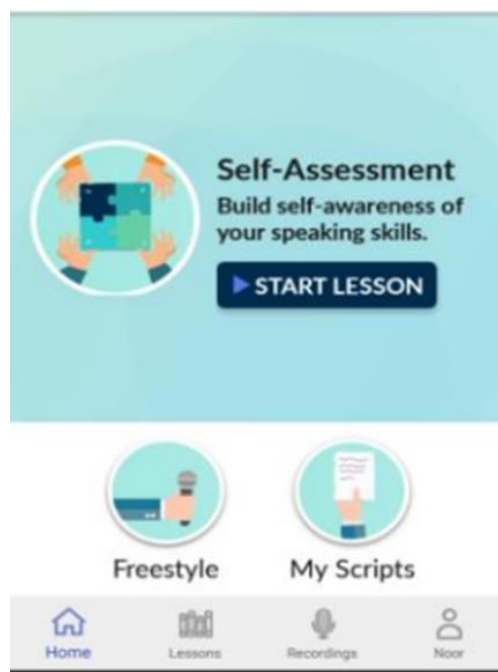 Self-Assessment
Build self-awareness of
your speaking skills.
START LESSON
Freestyle
My Scripts
Home
Lessons
Recordings
Noor